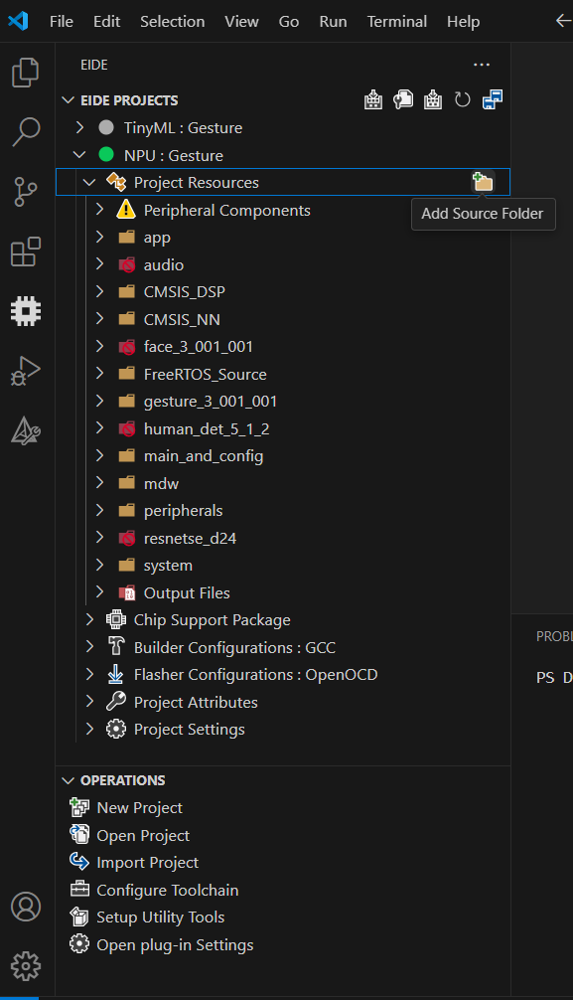 File Edit Selection View Go Run Terminal Help
EIDE
EIDE PROJECTS
TinyML : Gesture
NPU : Gesture
Project Resources
Add Source Folder
Peripheral Components
app
audio
CMSIS_DSP
CMSIS_NN
face_3_001_001
FreeRTOS_Source
gesture_3_001_001
human_det_5_1_2
main_and_config
mdw
peripherals
resnetse_d24
system
Output Files
Chip Support Package
Builder Configurations : GCC
PROBL
Flasher Configurations : OpenOCD
PS D
Project Attributes
Project Settings
OPERATIONS
New Project
Open Project
Import Project
Configure Toolchain
Setup Utility Tools
Open plug-in Settings